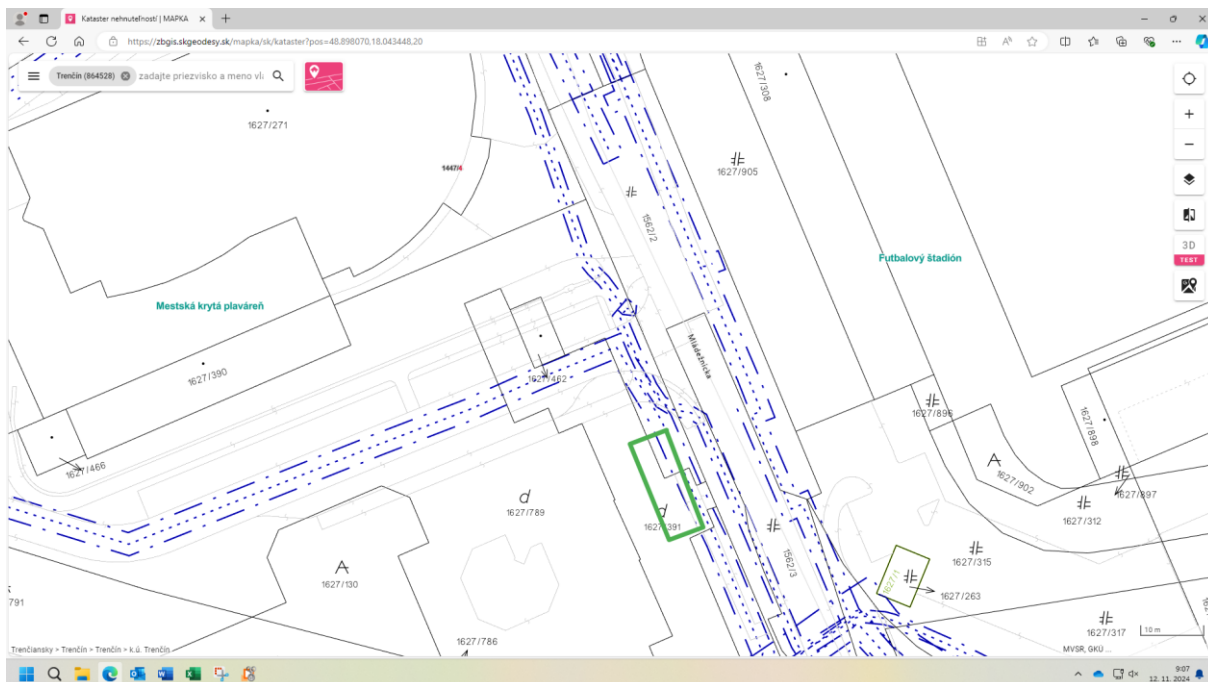 Kataster nehnuteľností | MAPKA
https://zbgis.skgeodesy.sk/mapka/sk/kataster?pos=48.898070,18.043448,20
Trenčín (864528)
zadajte priezvisko a meno vl
1627/271
1627/308
1447/4
1627/905
1562/2
3D
TEST
Futbalový štadión
Mestská krytá plaváreň
Mládežnícka
1627/390
1627/462
1627/896
1627/898
1627/466
1627/902
1627/897
d
1627/789
d
1627/391
1627/312
1627/130
1562/3
1627/315
1627/1
1627/263
/791
1627/786
1627/317
10 m
Trenčiansky > Trenčín > Trenčín > k.ú. Trenčín
MVSR, GKÚ ...
9:07
12. 11. 2024